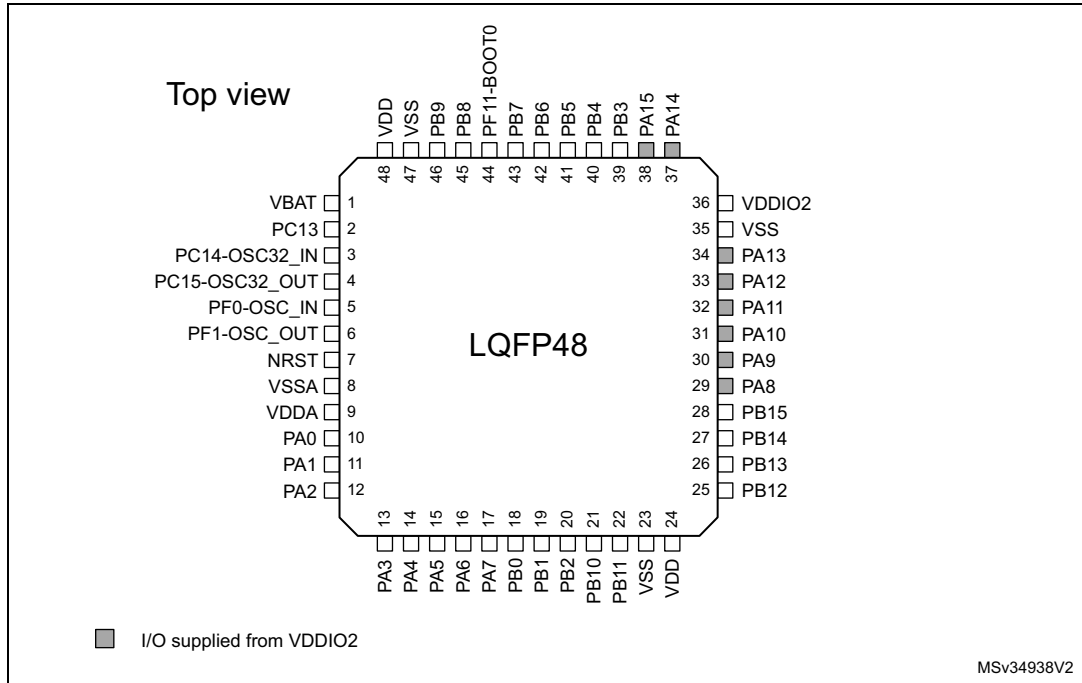 Top view
VDD
VSS
PB9
PB8
PF11-BOOT0
PB7
PB6
PB5
PB4
PB3
PA15
PA14
48
47
46
45
44
43
42
41
40
39
38
37
VBAT 1
PC13 2
PC14-OSC32_IN 3
PC15-OSC32_OUT 4
PF0-OSC_IN 5
PF1-OSC_OUT 6
NRST 7
VSSA 8
VDDA 9
PA0 10
PA1 11
PA2 12
LQFP48
36 VDDIO2
35 VSS
34 PA13
33 PA12
32 PA11
31 PA10
30 PA9
29 PA8
28 PB15
27 PB14
26 PB13
25 PB12
13
14
15
16
17
18
19
20
21
22
23
24
PA3
PA4
PA5
PA6
PA7
PB0
PB1
PB2
PB10
PB11
VSS
VDD
I/O supplied from VDDIO2
MSv34938V2